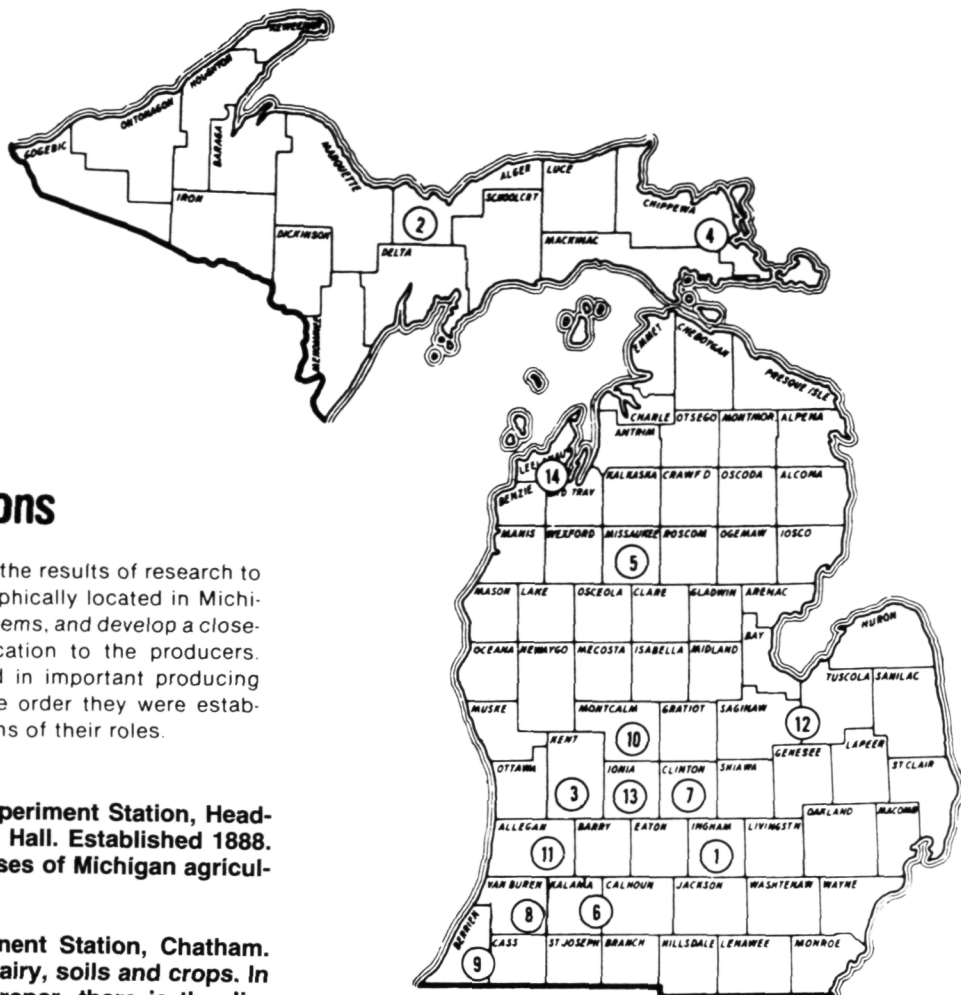 KEWEENAW
HOUGHTON
ONTONAGON
GOGEBIC
BARAGA
MARQUETTE
ALGER
LUCE
IRON
SCHOOLCRT
CHIPPEWA
2
4
DICKINSON
DELTA
MACKINAC
MENOMINEE
EMMET
CHEBOYGAN
PRESQUE ISLE
CHARLE
OTSEGO
MONTMOR
ALPENA
ANTRIM
LEELANAU
14
BENZIE
GRD TRAV
KALKASKA
CRAWF'D
OSCODA
ALCONA
MANIS
WEXFORD
MISSAUKEE
ROSCOM
OGEMAW
IOSCO
5
MASON
LAKE
OSCEOLA
CLARE
GLADWIN
ARENAC
HURON
BAY
OCEANA
NEWAYGO
MECOSTA
ISABELLA
MIDLAND
TUSCOLA
SANILAC
MUSKE
MONTCALM
GRATIOT
SAGINAW
12
10
KENT
GENESEE
LAPEER
OTTAWA
IONIA
CLINTON
SHIAWA
ST CLAIR
3
13
7
ALLEGAN
BARRY
EATON
INGHAM
LIVINGSTN
OAKLAND
MACOMB
11
1
VAN BUREN
KALAMA
CALHOUN
JACKSON
WASHTENAW
WAYNE
8
6
BERRIEN
CASS
ST JOSEPH
BRANCH
HILLSDALE
LENAWEE
MONROE
9
ons
the results of research to
phically located in Michi-
ems, and develop a close-
cation to the producers.
d in important producing
e order they were estab-
ns of their roles.
periment Station, Head-
Hall. Established 1888.
ses of Michigan agricul-
ment Station, Chatham.
airy, soils and crops. In